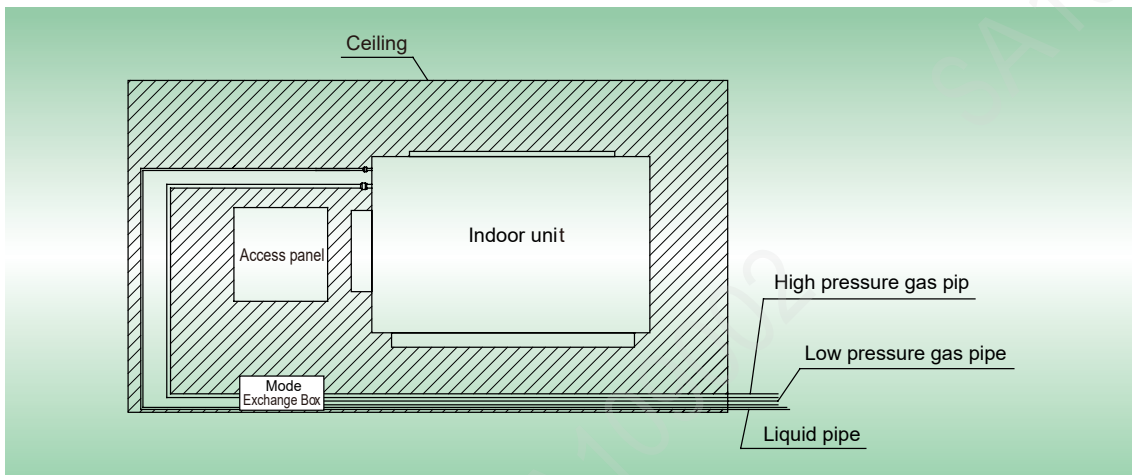 Ceiling
Indoor unit
Access panel
High pressure gas pip
Low pressure gas pipe
Mode
Exchange Box
Liquid pipe